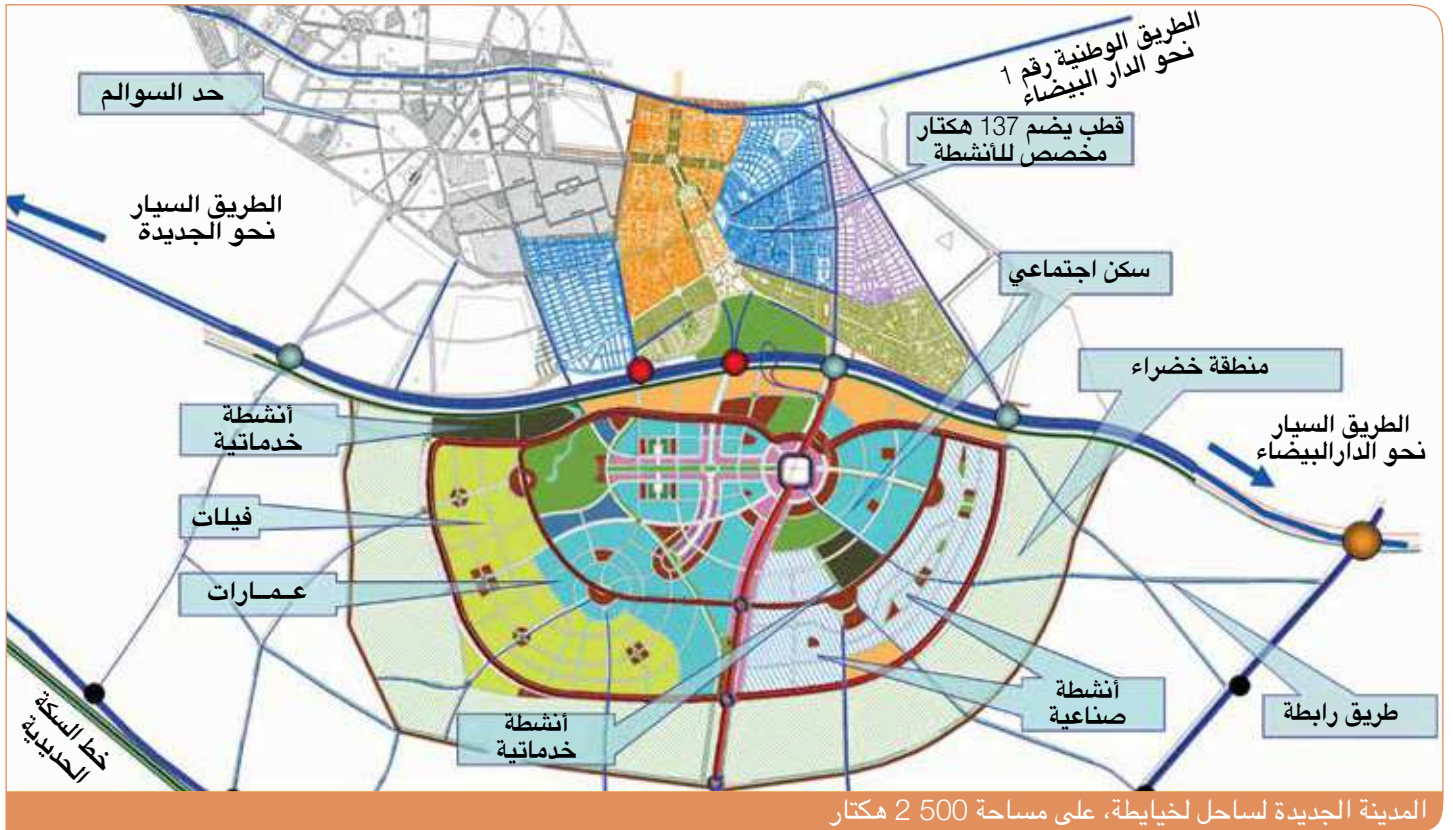 الطريق الوطنية رقم 1
نحو الدار البيضاء
حد السوالم
قطب يضم 137 هكتار
مخصص للأنشطة
الطريق السيار
نحو الجديدة
سكن اجتماعي
منطقة خضراء
أنشطة
خدماتية
الطريق السيار
نحو الدارالبيضاء
فيلات
عـمـــارات
أنشطة
صناعية
طريق رابطة
أنشطة
خدماتية
خط السكة
الحديدية
المدينة الجديدة لساحل لخيايطة، على مساحة 500 2 هكتار